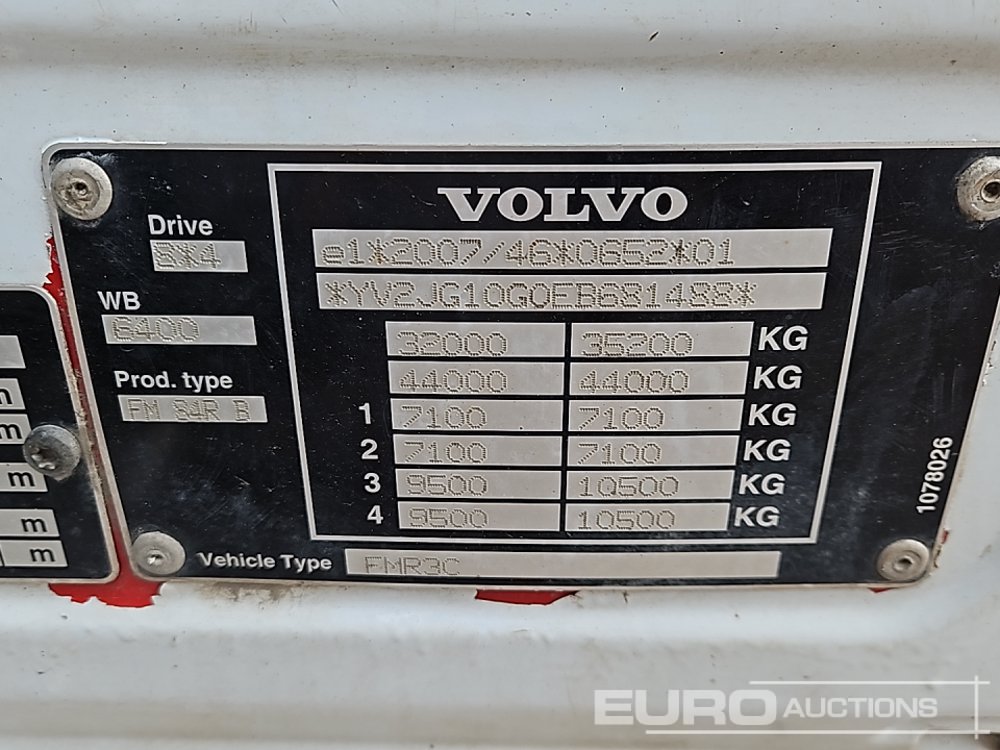 VOLVO
Drive
8*4
e1*2007/46*0652*01
*YV2JG10G0EB681488*
WB
6400
32000 35200 KG
44000 44000 KG
Prod. type
FM 84R B
1 7100 7100 KG
2 7100 7100 KG
3 9500 10500 KG
4 9500 10500 KG
Vehicle Type FMR3C
1078026
m
m
m
m
m
EURO AUCTIONS